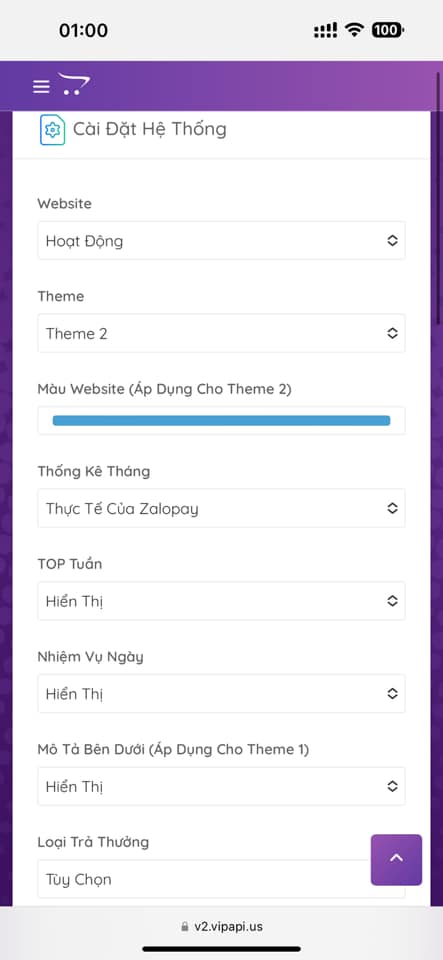 01:00
100
Cài Đặt Hệ Thống
Website
Hoạt Động
Theme
Theme 2
Màu Website (Áp Dụng Cho Theme 2)
Thống Kê Tháng
Thực Tế Của Zalopay
TOP Tuần
Hiển Thị
Nhiệm Vụ Ngày
Hiển Thị
Mô Tả Bên Dưới (Áp Dụng Cho Theme 1)
Hiển Thị
Loại Trả Thưởng
Tùy Chọn
v2.vipapi.us